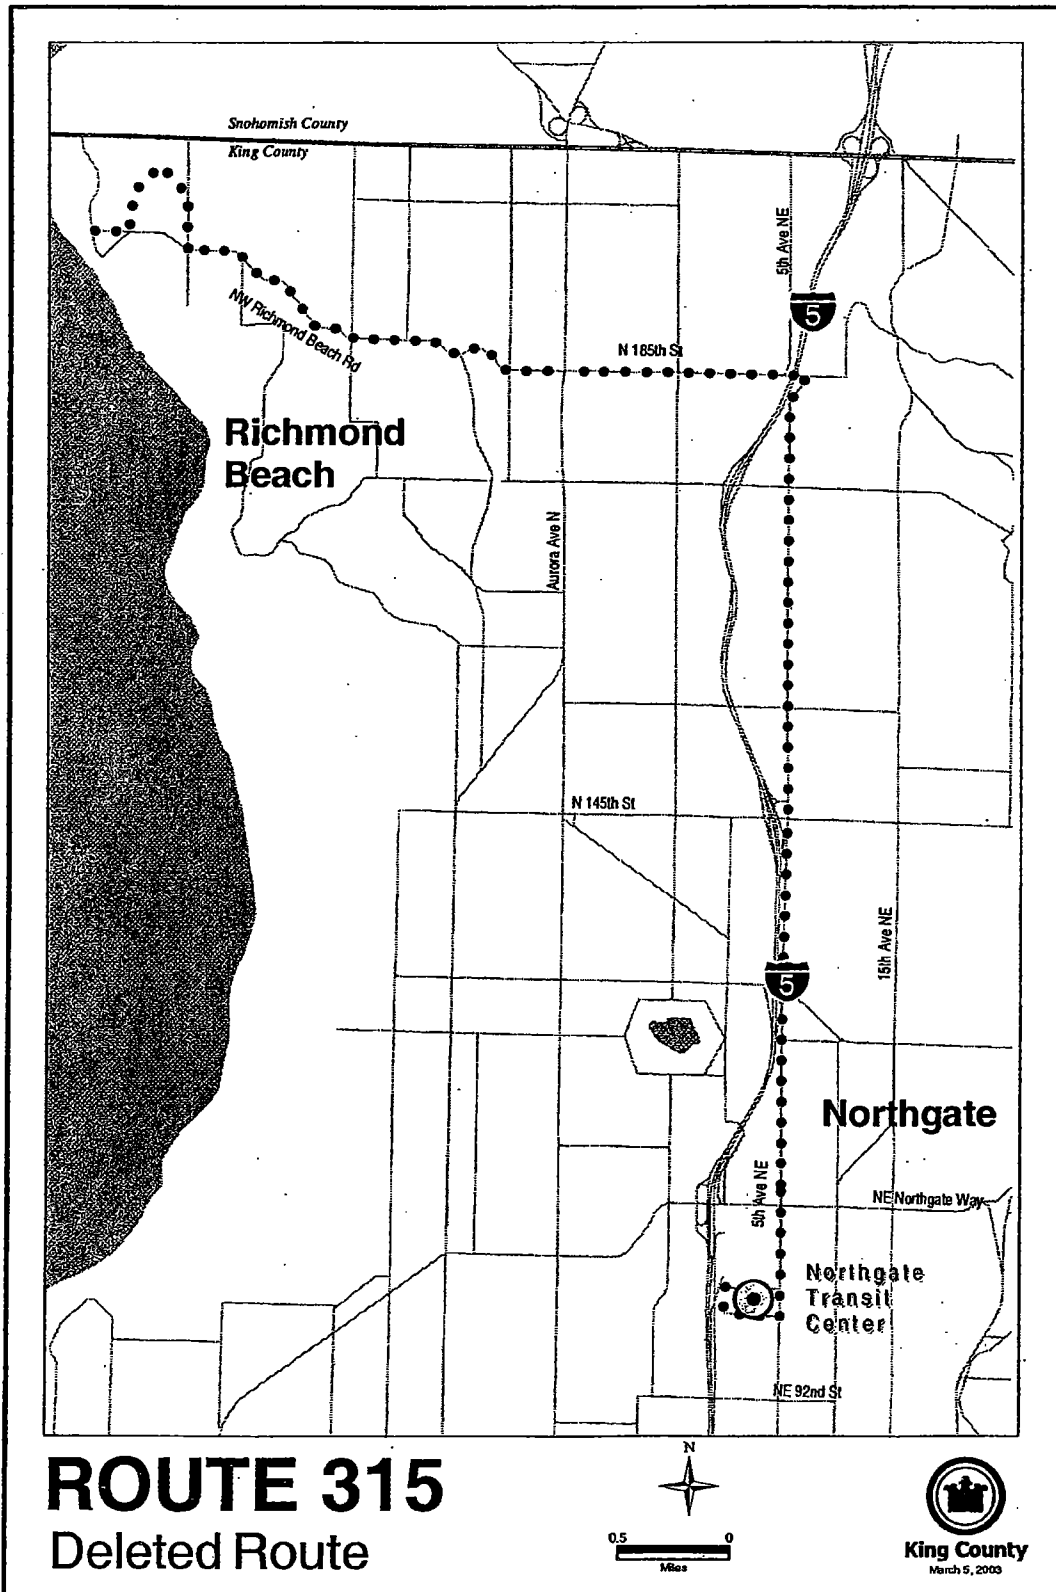 Snohomish County
King County
5th Ave NE
5
NW Richmond Beach Rd
N 185th St
Richmond
Beach
Aurora Ave N
N 145th St
15th Ave NE
5
Northgate
5th Ave NE
NE Northgate Way
Northgate
Transit
Center
NE 92nd St
ROUTE 315
Deleted Route
N
0.5 0
Miles
King County
March 5, 2003